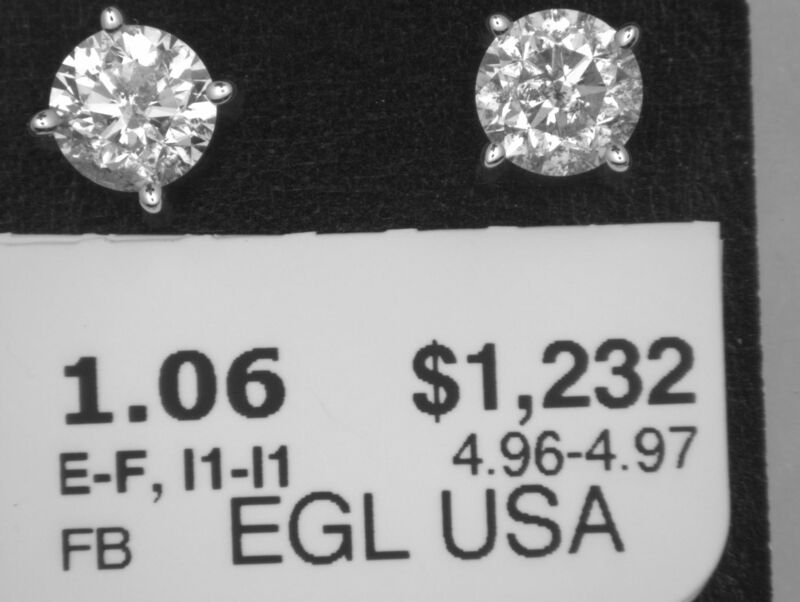 1.06 $1,232
E-F, I1-I1 4.96-4.97
FB EGL USA